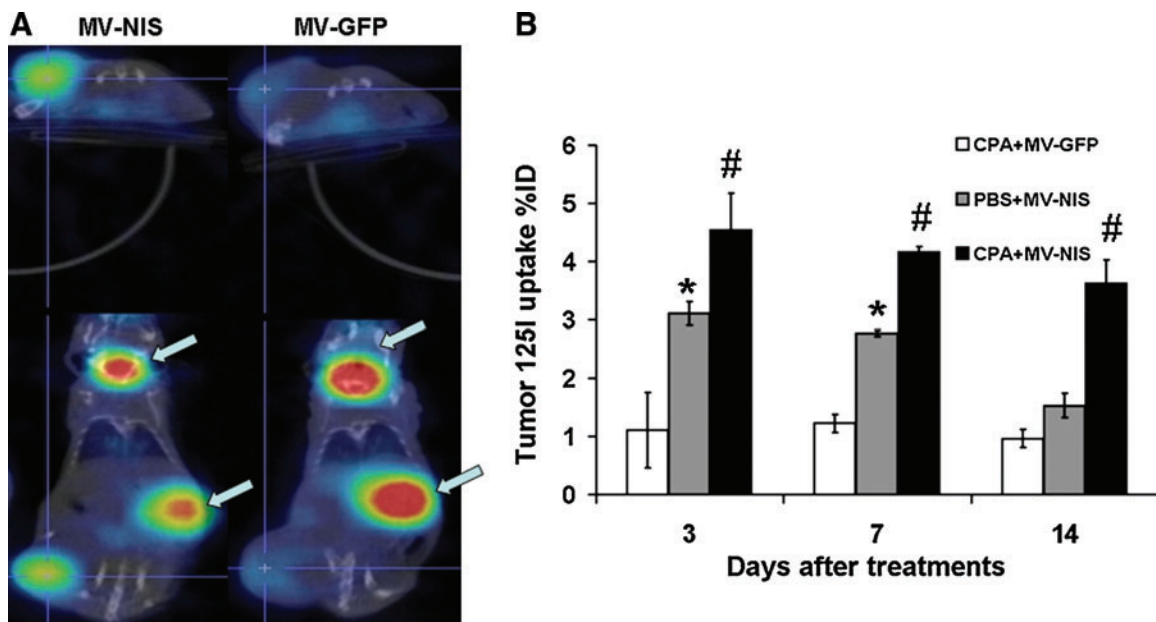 A
MV-NIS MV-GFP
B
Tumor 125I uptake %ID
6
5
4
3
2
1
0
# # #
* *
CPA+MV-GFP
PBS+MV-NIS
CPA+MV-NIS
3 7 14
Days after treatments